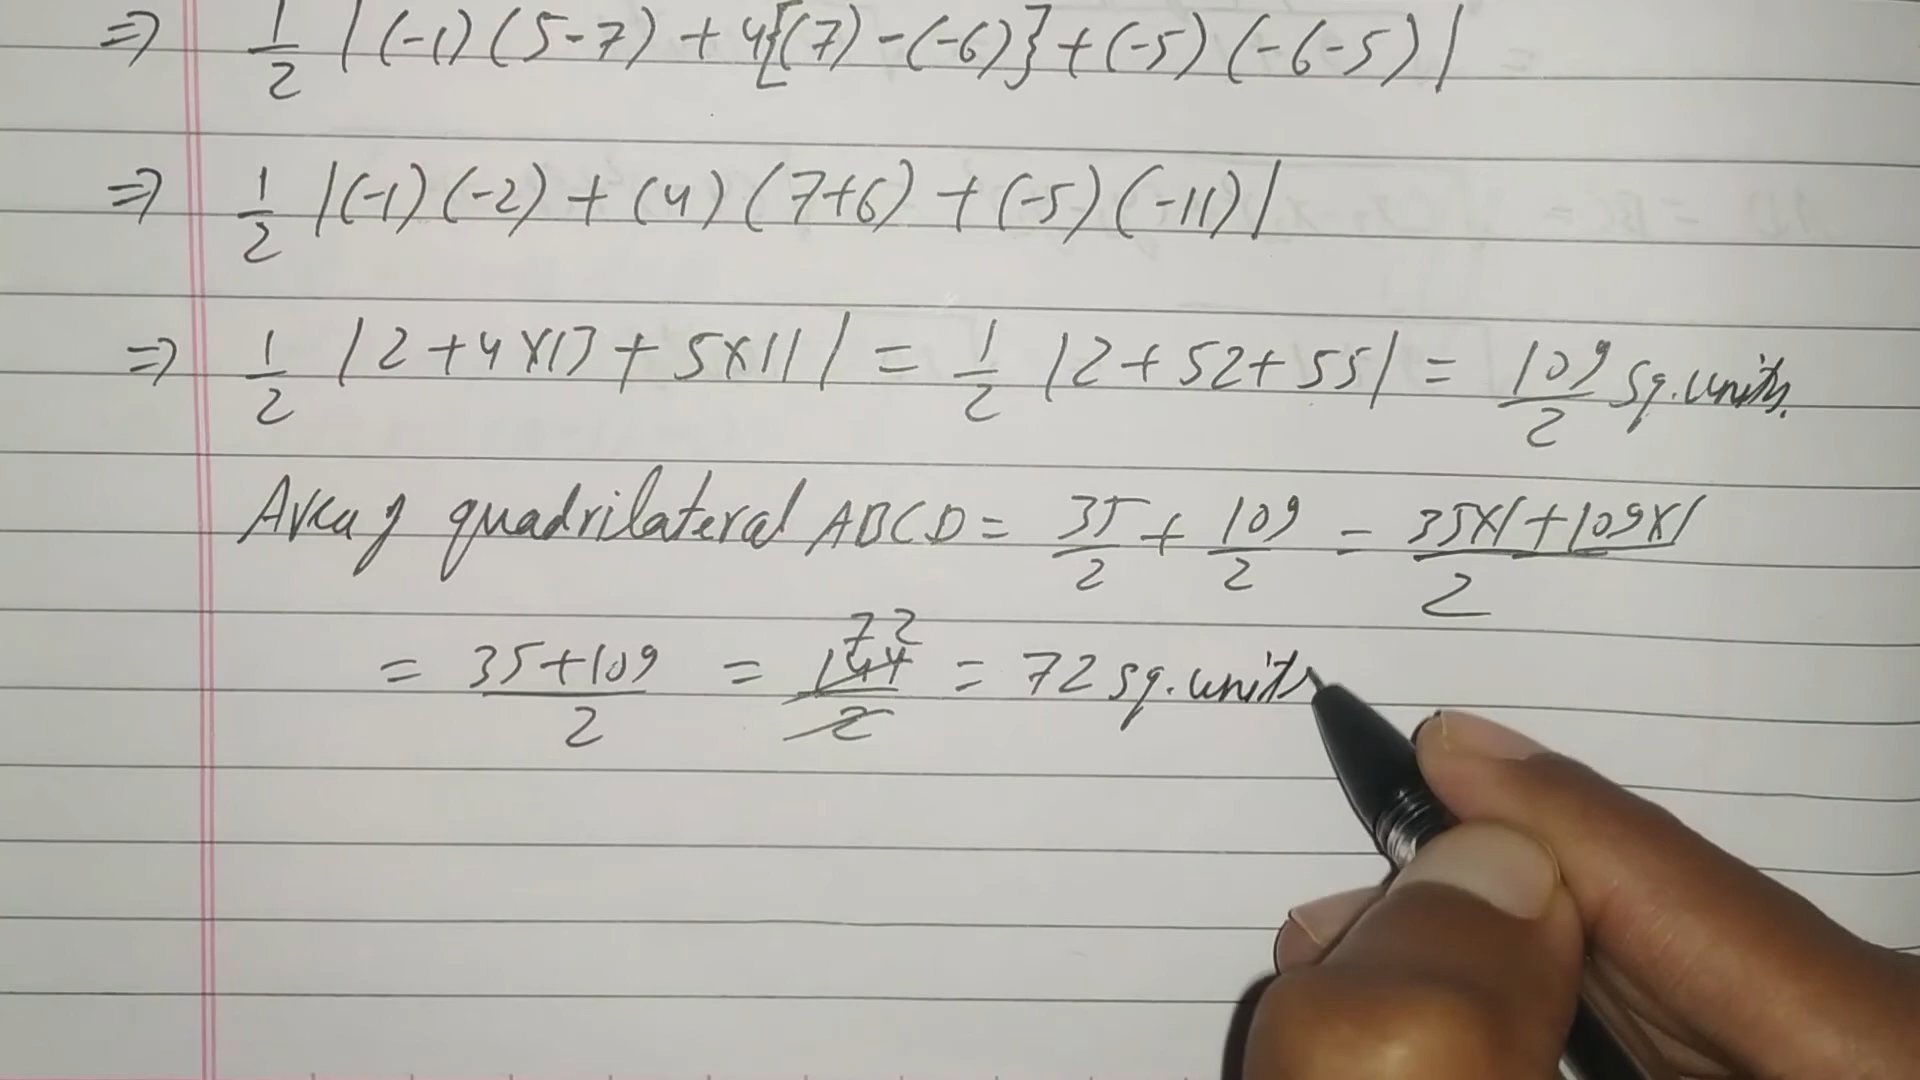 ⇒ 1/2 |(-1)(5-7) + 4{(7)-(-6)} + (-5)(-6-5)|
⇒ 1/2 |(-1)(-2) + (4)(7+6) + (-5)(-11)|
⇒ 1/2 |2+4×13+5×11| = 1/2 |2+52+55| = 109/2 Sq. units.
Area of quadrilateral ABCD = 35/2 + 109/2 = 35×1+109×1/2
= 35+109/2 = 144/2 72 = 72 sq. units